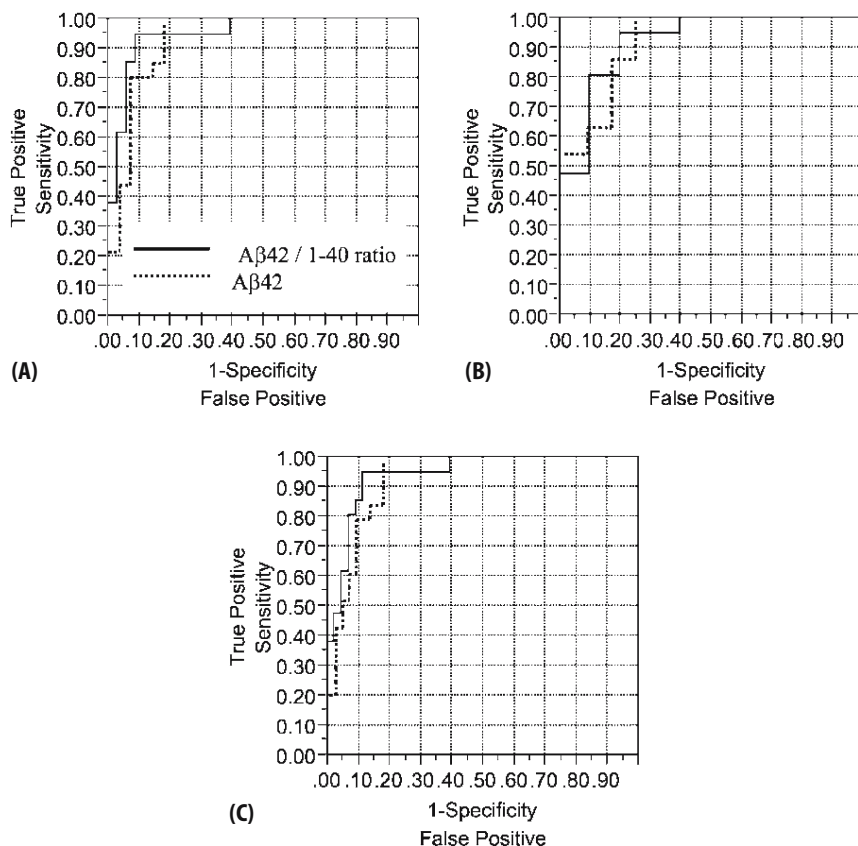 1.00
0.90
0.80
0.70
0.60
0.50
0.40
0.30
0.20
0.10
0.00
True Positive
Sensitivity
Aβ42 / 1-40 ratio
Aβ42
.00.10.20 .30.40 .50.60.70 .80.90
1-Specificity
False Positive
(A)
1.00
0.90
0.80
0.70
0.60
0.50
0.40
0.30
0.20
0.10
0.00
True Positive
Sensitivity
.00 .10.20 .30.40 .50.60.70 .80.90
1-Specificity
False Positive
(B)
1.00
0.90
0.80
0.70
0.60
0.50
0.40
0.30
0.20
0.10
0.00
True Positive
Sensitivity
.00.10.20 .30.40 .50.60.70 .80.90
1-Specificity
False Positive
(C)